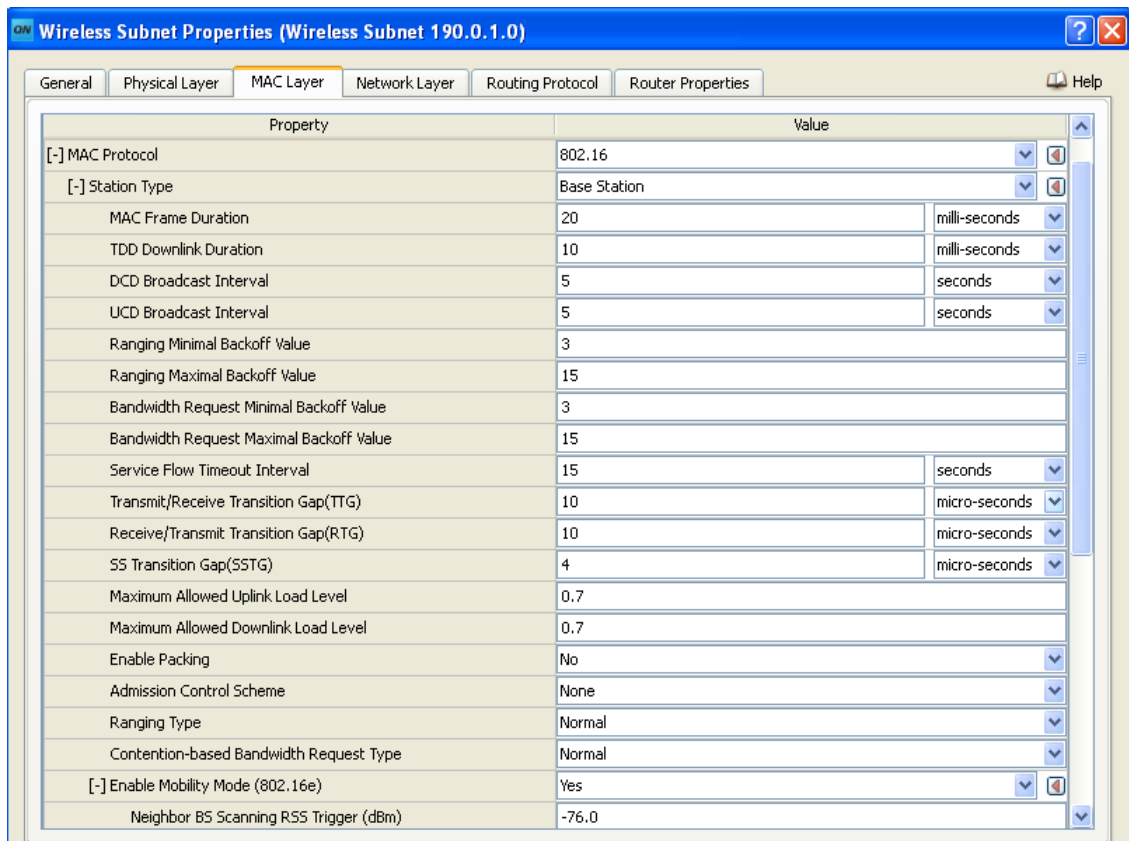 QN Wireless Subnet Properties (Wireless Subnet 190.0.1.0) ?
General Physical Layer MAC Layer Network Layer Routing Protocol Router Properties Help
Property Value
[-] MAC Protocol 802.16
[-] Station Type Base Station
MAC Frame Duration 20 milli-seconds
TDD Downlink Duration 10 milli-seconds
DCD Broadcast Interval 5 seconds
UCD Broadcast Interval 5 seconds
Ranging Minimal Backoff Value 3
Ranging Maximal Backoff Value 15
Bandwidth Request Minimal Backoff Value 3
Bandwidth Request Maximal Backoff Value 15
Service Flow Timeout Interval 15 seconds
Transmit/Receive Transition Gap(TTG) 10 micro-seconds
Receive/Transmit Transition Gap(RTG) 10 micro-seconds
SS Transition Gap(SSTG) 4 micro-seconds
Maximum Allowed Uplink Load Level 0.7
Maximum Allowed Downlink Load Level 0.7
Enable Packing No
Admission Control Scheme None
Ranging Type Normal
Contention-based Bandwidth Request Type Normal
[-] Enable Mobility Mode (802.16e) Yes
Neighbor BS Scanning RSS Trigger (dBm) -76.0